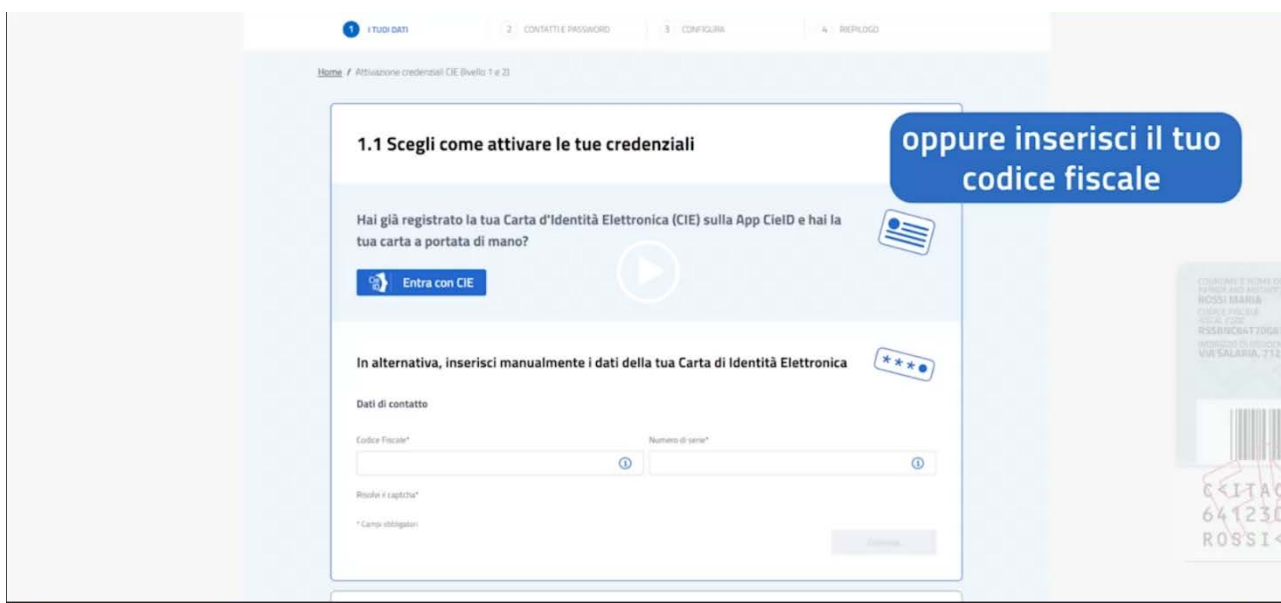 1 I TUOI DATI
2 CONTATTI E PASSWORD
3 CONFIGURA
4 RIEPILOGO
Home / Attivazione credenziali CIE (livello 1 e 2)
1.1 Scegli come attivare le tue credenziali
oppure inserisci il tuo
codice fiscale
Hai già registrato la tua Carta d'Identità Elettronica (CIE) sulla App CieID e hai la
tua carta a portata di mano?
Entra con CIE
In alternativa, inserisci manualmente i dati della tua Carta di Identità Elettronica
Dati di contatto
Codice Fiscale*
Numero di serie*
Risolvi il captcha*
* Campi obbligatori
Continua
ROSSI MARIA
VIA SALARIA, 712
C<ITAC
64123
ROSSI<